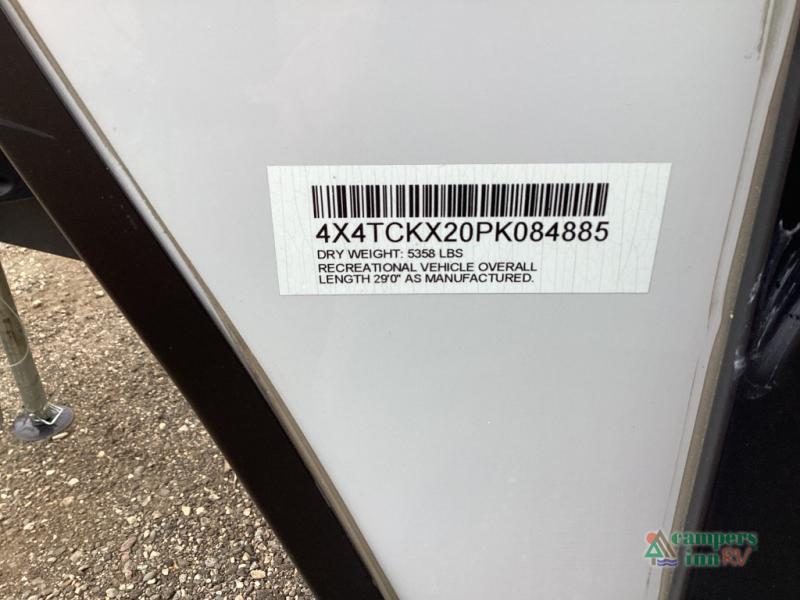 4X4TCKX20PK084885
DRY WEIGHT: 5358 LBS
RECREATIONAL VEHICLE OVERALL
LENGTH 29'0" AS MANUFACTURED.
campers
inn RV